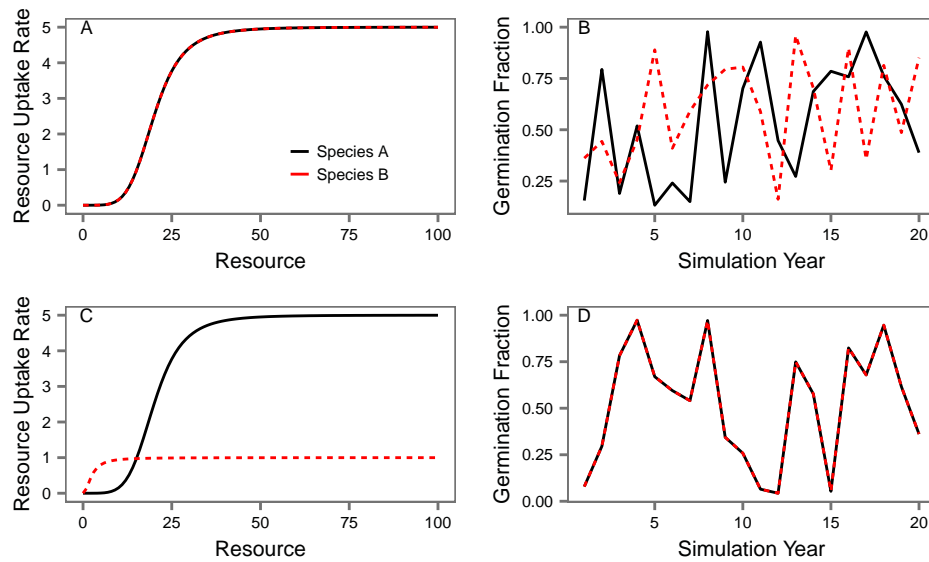 A
Resource Uptake Rate
5
4
3
2
1
0
Species A
Species B
0 25 50 75 100
Resource
B
Germination Fraction
1.00
0.75
0.50
0.25
5 10 15 20
Simulation Year
C
Resource Uptake Rate
5
4
3
2
1
0
0 25 50 75 100
Resource
D
Germination Fraction
1.00
0.75
0.50
0.25
0.00
5 10 15 20
Simulation Year